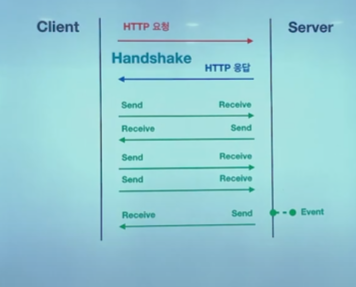 Client
Server
HTTP 요청
Handshake
HTTP 응답
Send Receive
Receive Send
Send Receive
Send Receive
Receive Send
Event